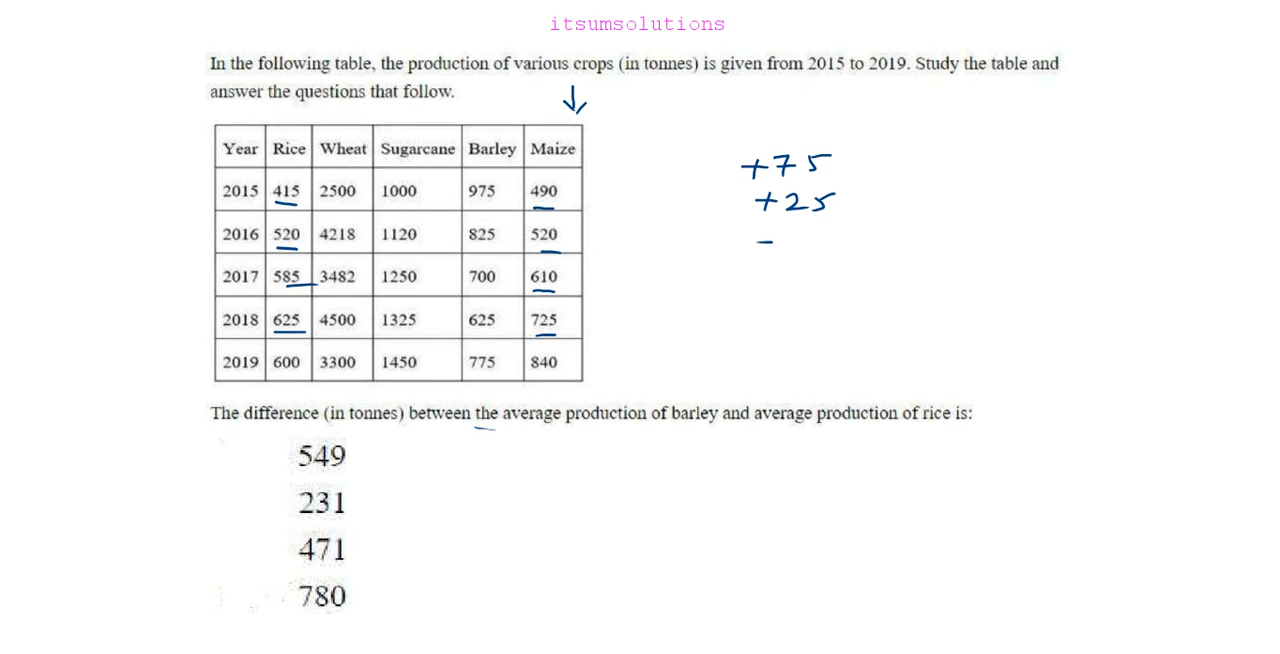 itsumsolutions
In the following table, the production of various crops (in tonnes) is given from 2015 to 2019. Study the table and
answer the questions that follow.
Year Rice Wheat Sugarcane Barley Maize
2015 415 2500 1000 975 490
2016 520 4218 1120 825 520
2017 585 3482 1250 700 610
2018 625 4500 1325 625 725
2019 600 3300 1450 775 840
+75
+25
-
The difference (in tonnes) between the average production of barley and average production of rice is:
549
231
471
780